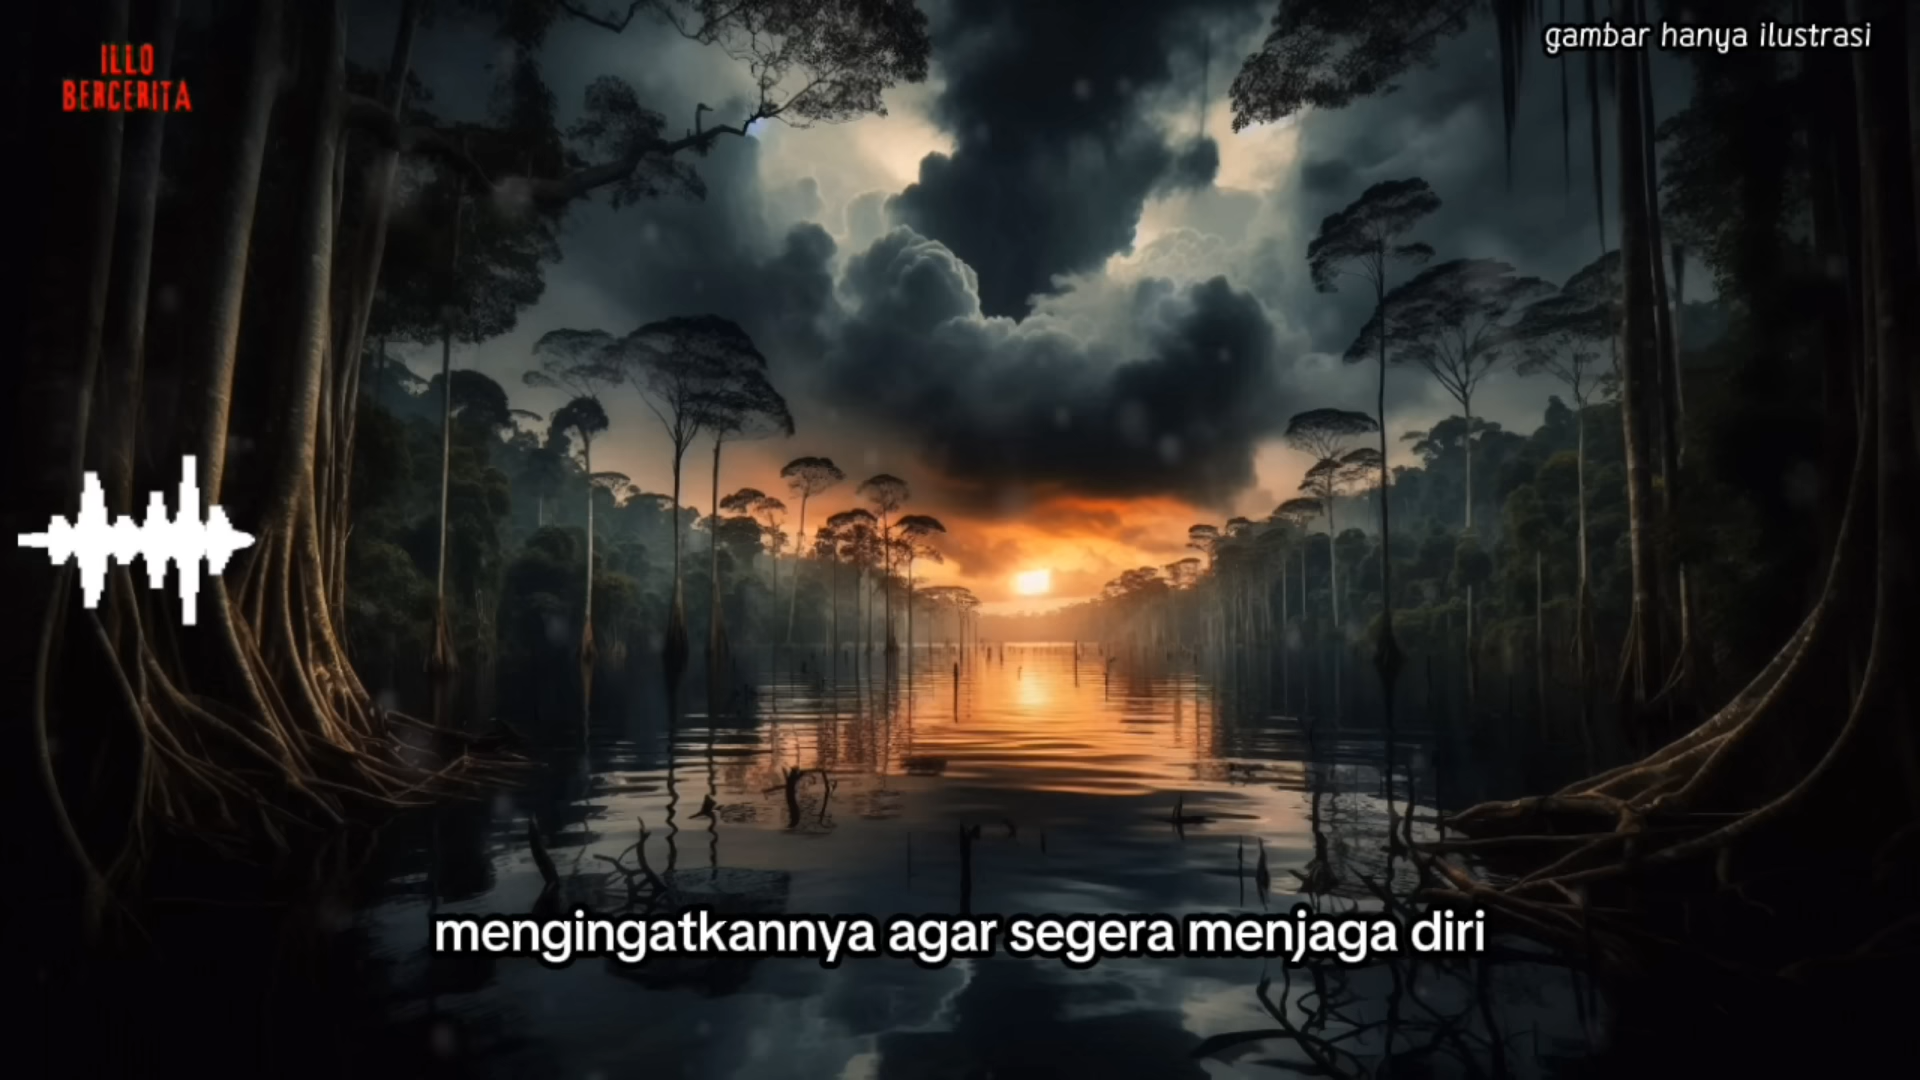 ILLO
BERCERITA
gambar hanya ilustrasi
mengingatkannya agar segera menjaga diri